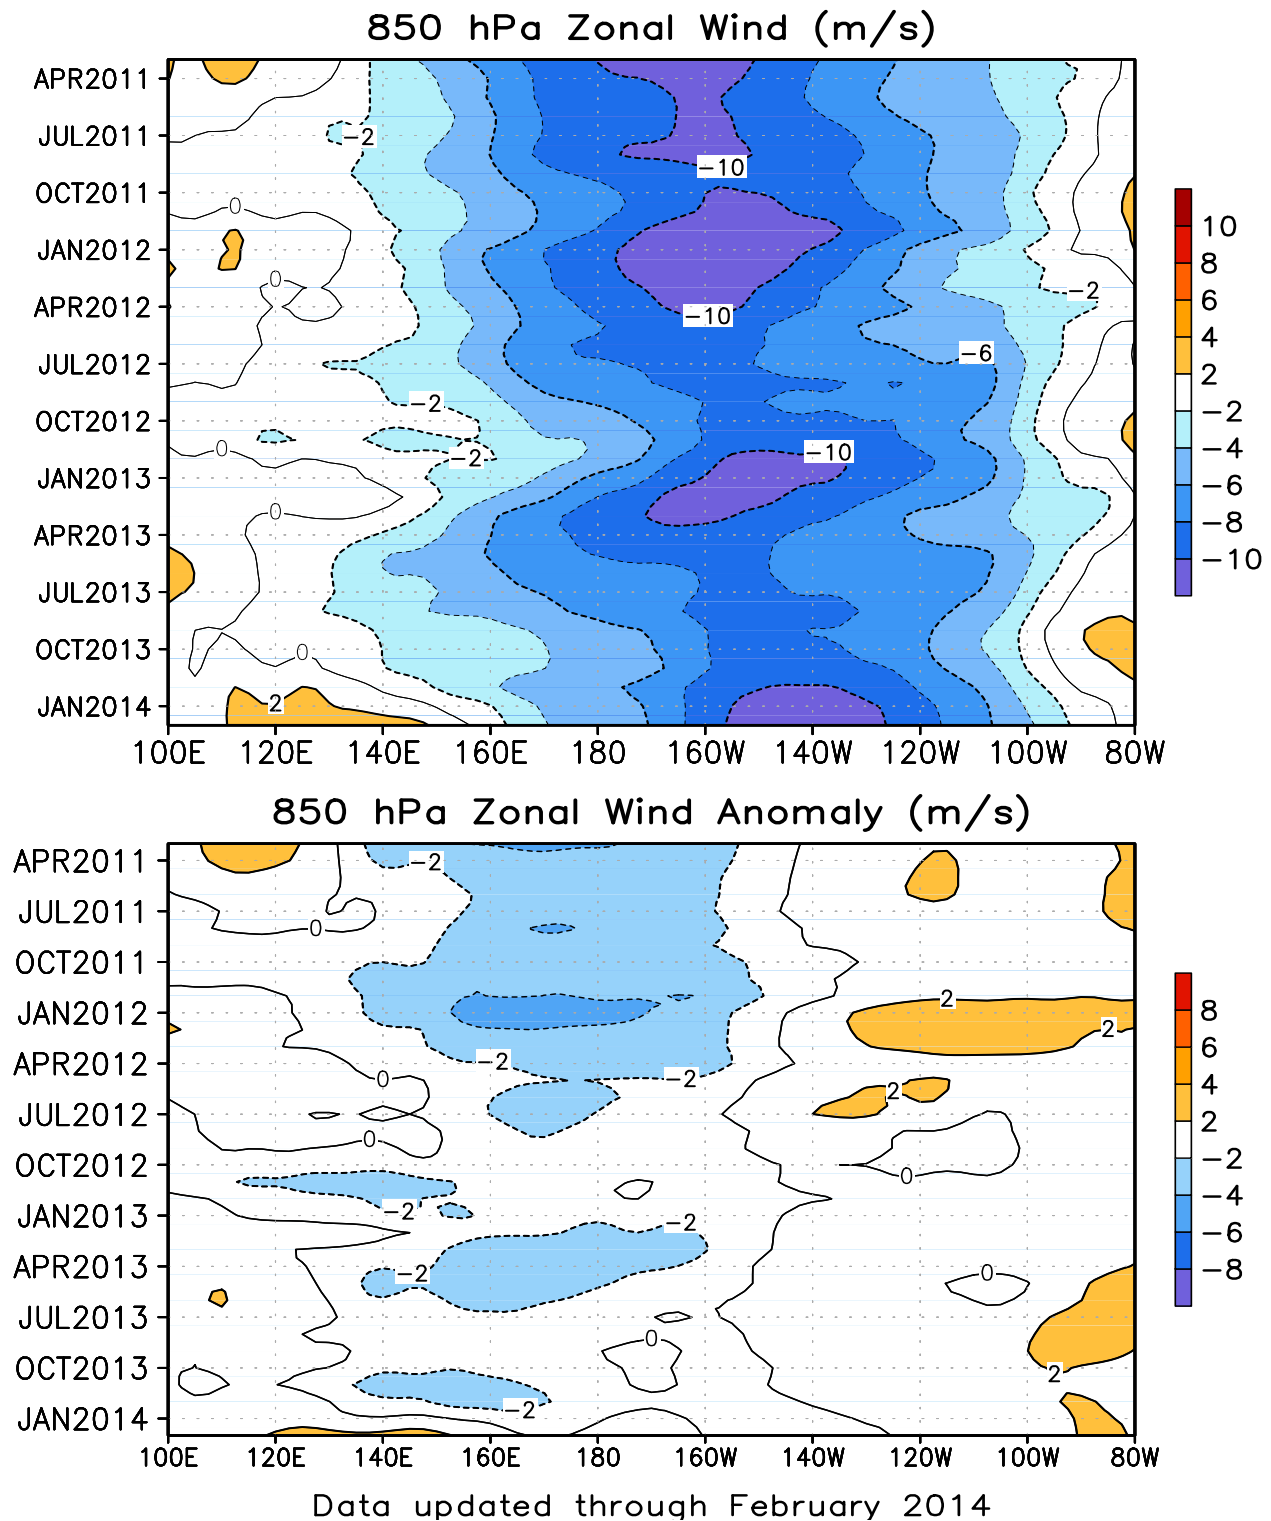 850 hPa Zonal Wind (m/s)
APR2011
JUL2011
OCT2011
JAN2012
APR2012
JUL2012
OCT2012
JAN2013
APR2013
JUL2013
OCT2013
JAN2014
−2
−10
0
0
−2
−10
−6
−2
0
−10
−2
0
0
2
100E 120E 140E 160E 180 160W 140W 120W 100W 80W
10
8
6
4
2
−2
−4
−6
−8
−10
850 hPa Zonal Wind Anomaly (m/s)
APR2011
JUL2011
OCT2011
JAN2012
APR2012
JUL2012
OCT2012
JAN2013
APR2013
JUL2013
OCT2013
JAN2014
−2
0
2
2
−2
−2
0
2
0
0
−2
−2
−2
0
0
2
−2
100E 120E 140E 160E 180 160W 140W 120W 100W 80W
8
6
4
2
−2
−4
−6
−8
Data updated through February 2014